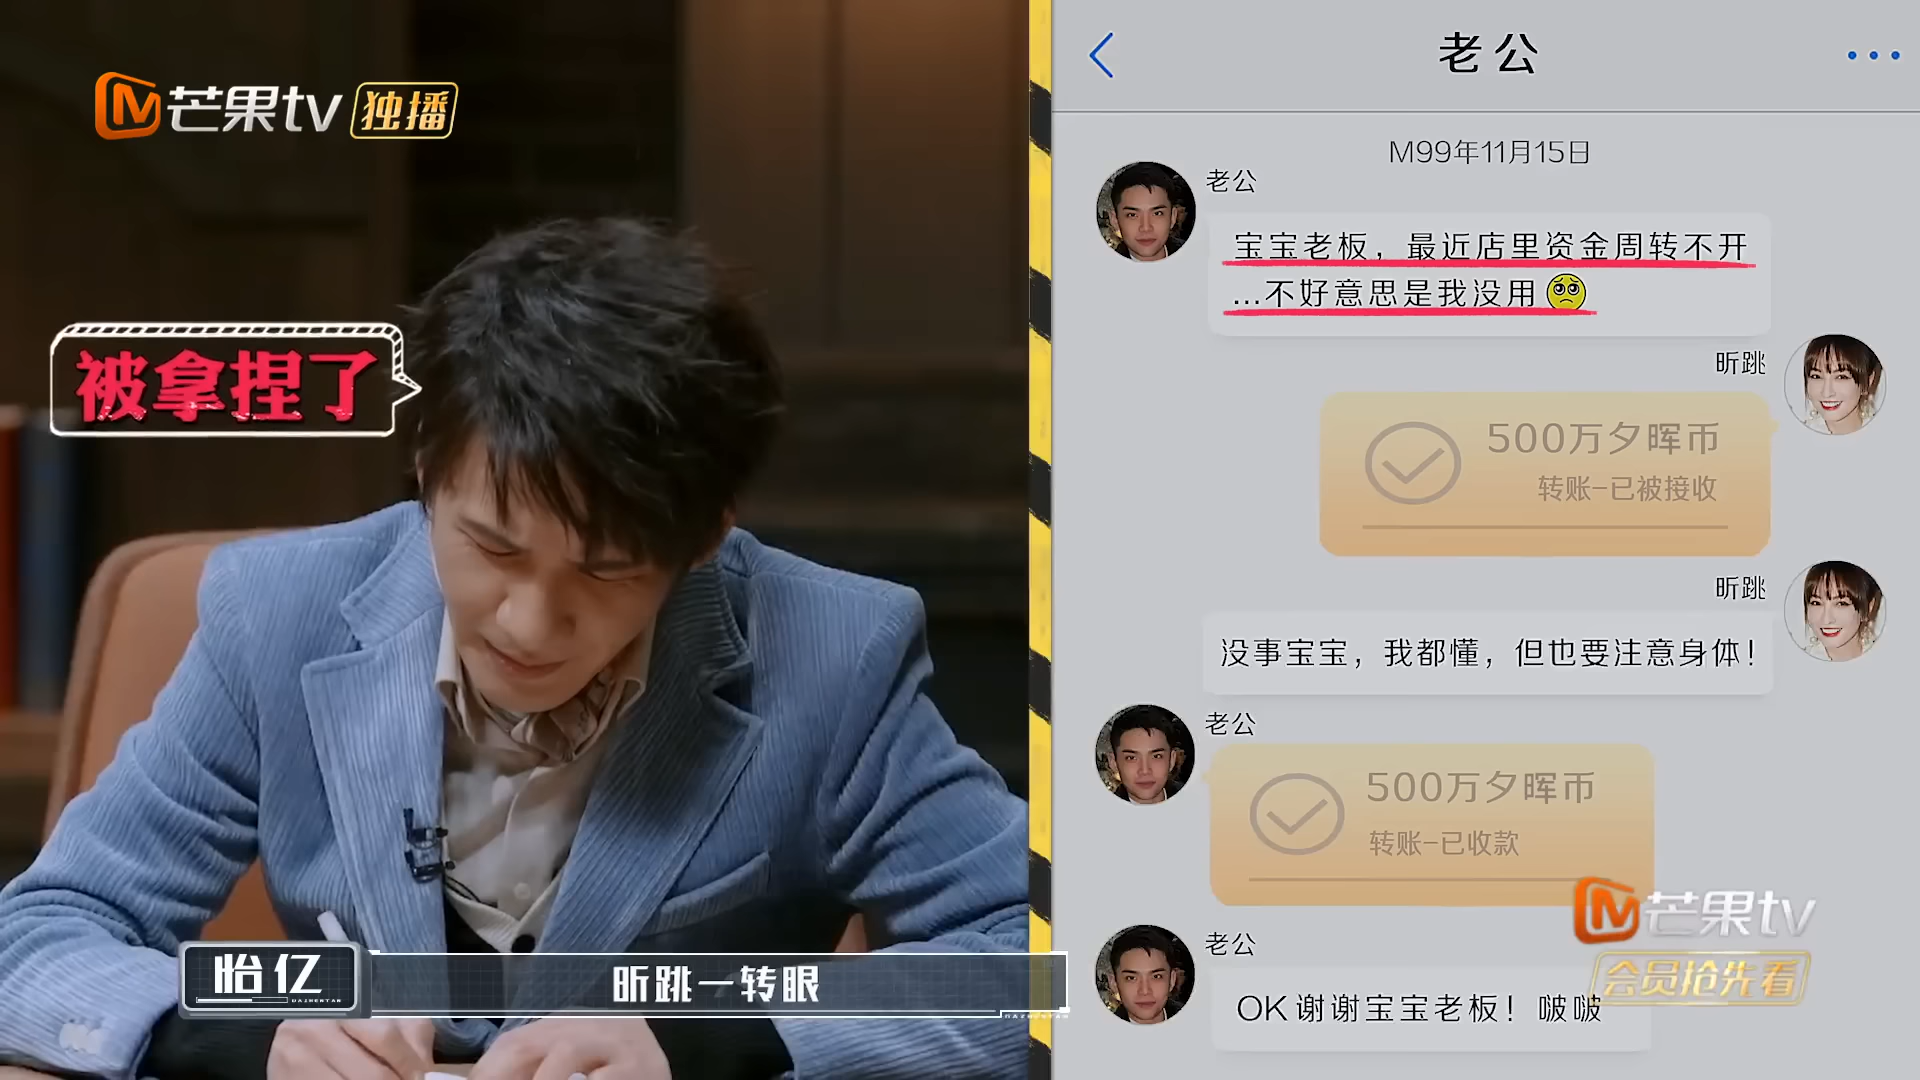 芒果tv 独播
被拿捏了
怡亿
昕跳一转眼
老公
M99年11月15日
老公
宝宝老板，最近店里资金周转不开
...不好意思是我没用🥺
昕跳
500万夕晖币
转账-已被接收
昕跳
没事宝宝，我都懂，但也要注意身体！
老公
500万夕晖币
转账-已收款
芒果tv
会员抢先看
老公
OK谢谢宝宝老板！啵啵